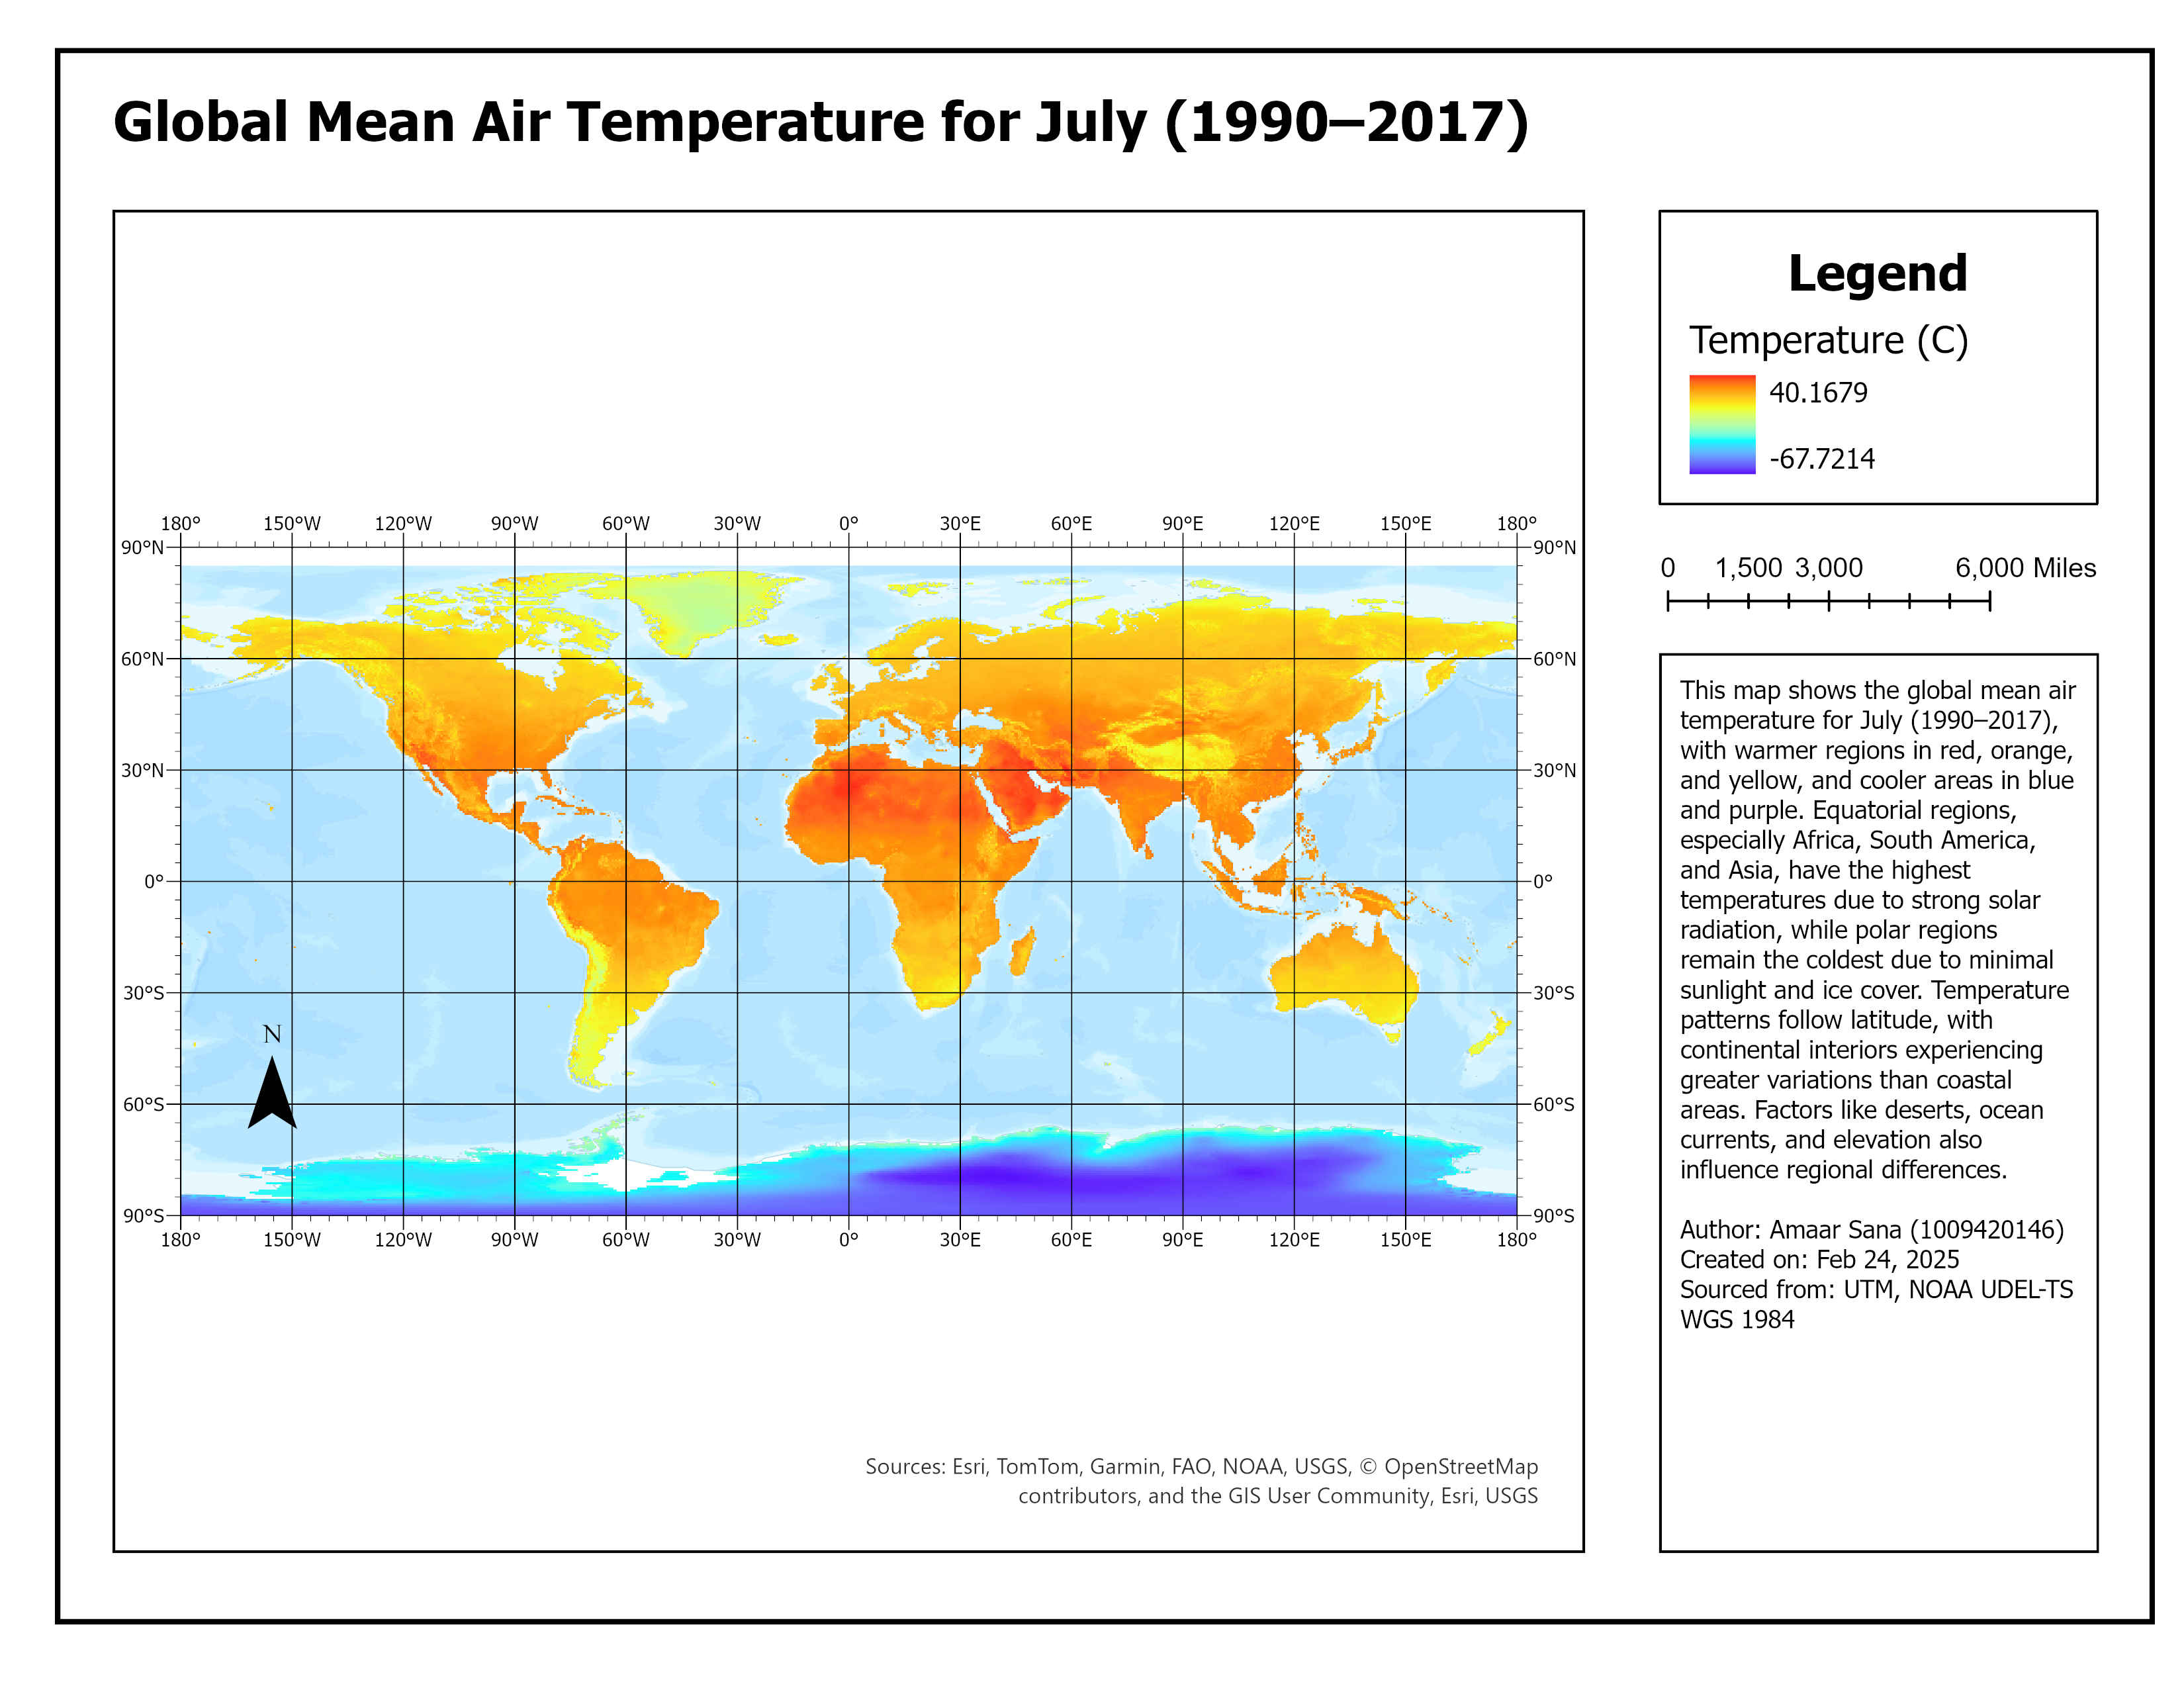 Global Mean Air Temperature for July (1990–2017)
180° 150°W 120°W 90°W 60°W 30°W 0° 30°E 60°E 90°E 120°E 150°E 180°
90°N 90°N
60°N 60°N
30°N 30°N
0° 0°
30°S 30°S
N
60°S 60°S
90°S 90°S
180° 150°W 120°W 90°W 60°W 30°W 0° 30°E 60°E 90°E 120°E 150°E 180°
Sources: Esri, TomTom, Garmin, FAO, NOAA, USGS, © OpenStreetMap
contributors, and the GIS User Community, Esri, USGS
Legend
Temperature (C)
40.1679
-67.7214
0 1,500 3,000 6,000 Miles
This map shows the global mean air
temperature for July (1990–2017),
with warmer regions in red, orange,
and yellow, and cooler areas in blue
and purple. Equatorial regions,
especially Africa, South America,
and Asia, have the highest
temperatures due to strong solar
radiation, while polar regions
remain the coldest due to minimal
sunlight and ice cover. Temperature
patterns follow latitude, with
continental interiors experiencing
greater variations than coastal
areas. Factors like deserts, ocean
currents, and elevation also
influence regional differences.
Author: Amaar Sana (1009420146)
Created on: Feb 24, 2025
Sourced from: UTM, NOAA UDEL-TS
WGS 1984